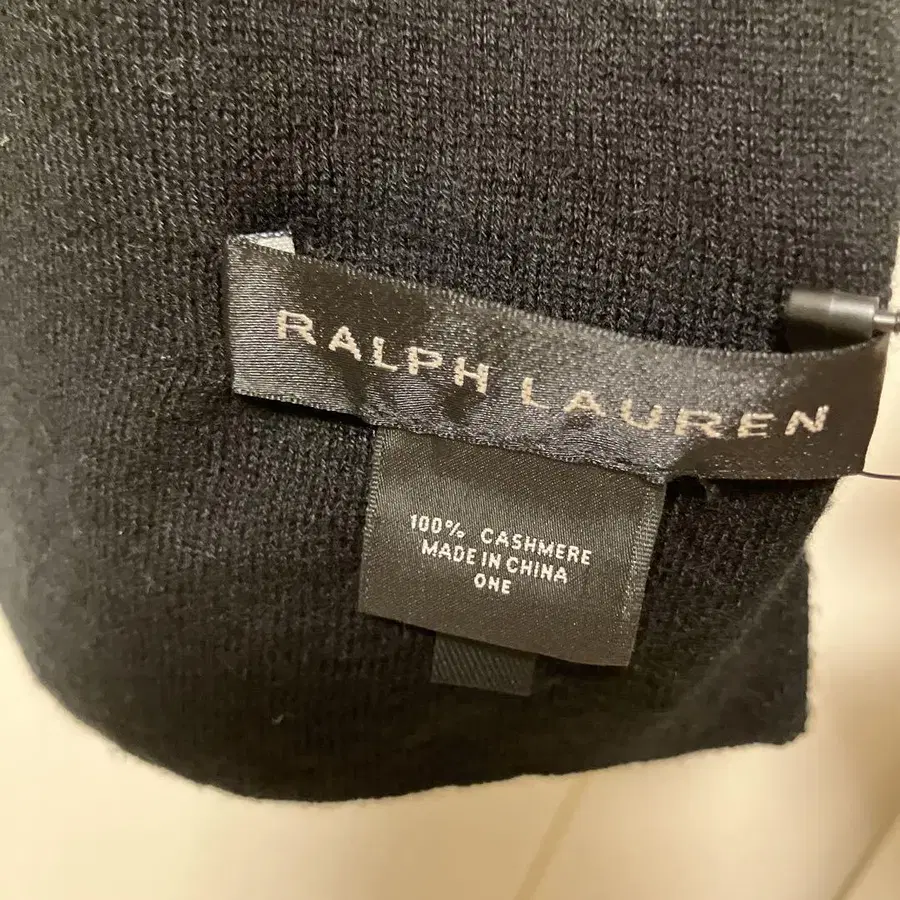 RALPH LAUREN
100% CASHMERE
MADE IN CHINA
ONE